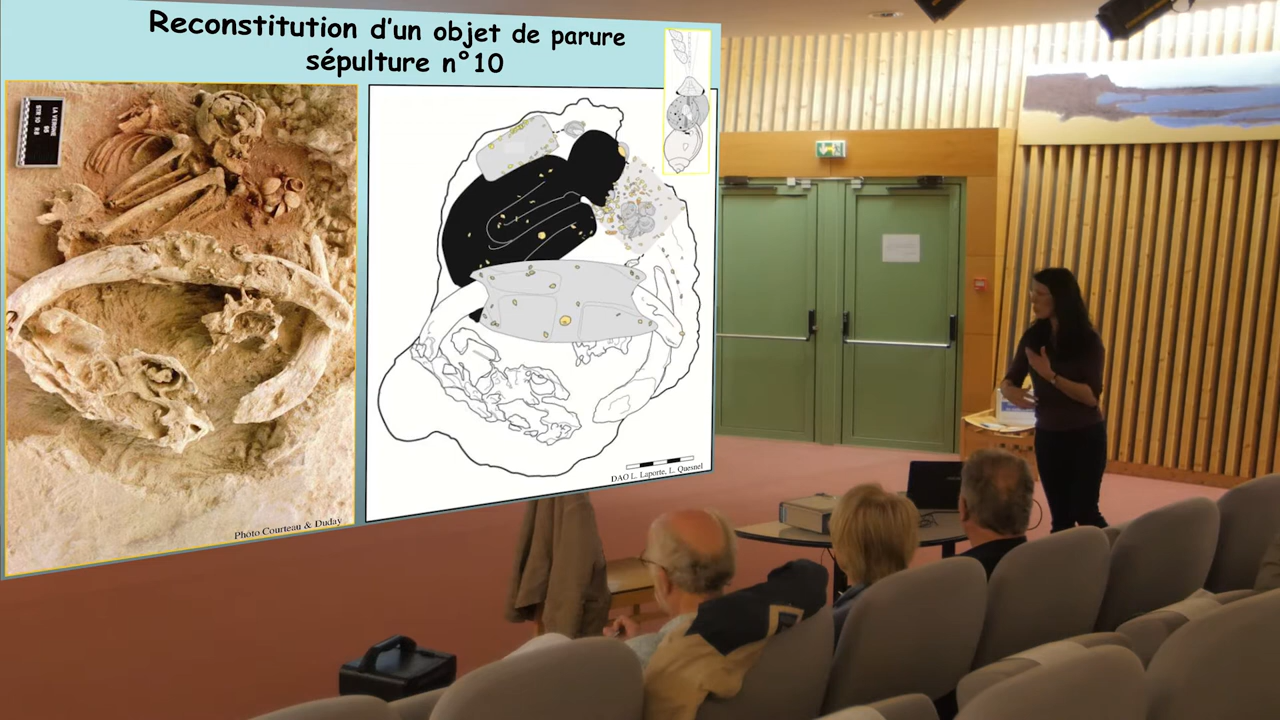 Reconstitution d'un objet de parure
sépulture n°10
Photo Courteau & Duday
DAO L. Laporte, L. Quesnel